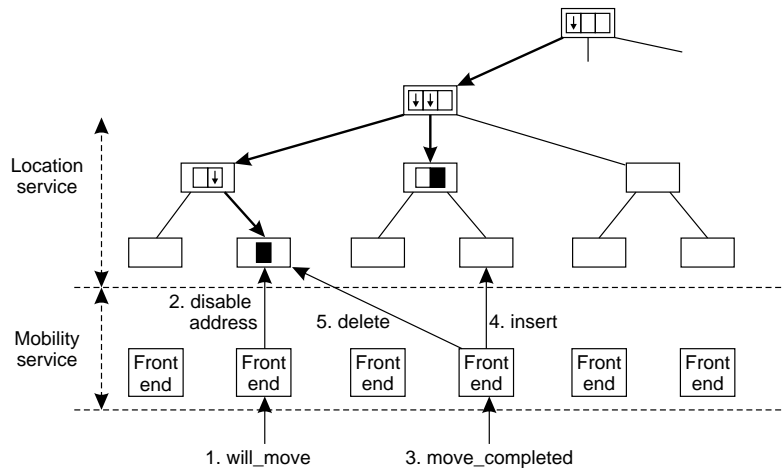 Location
service
2. disable
address
5. delete
4. insert
Mobility
service
Front
end
Front
end
Front
end
Front
end
Front
end
Front
end
1. will_move
3. move_completed